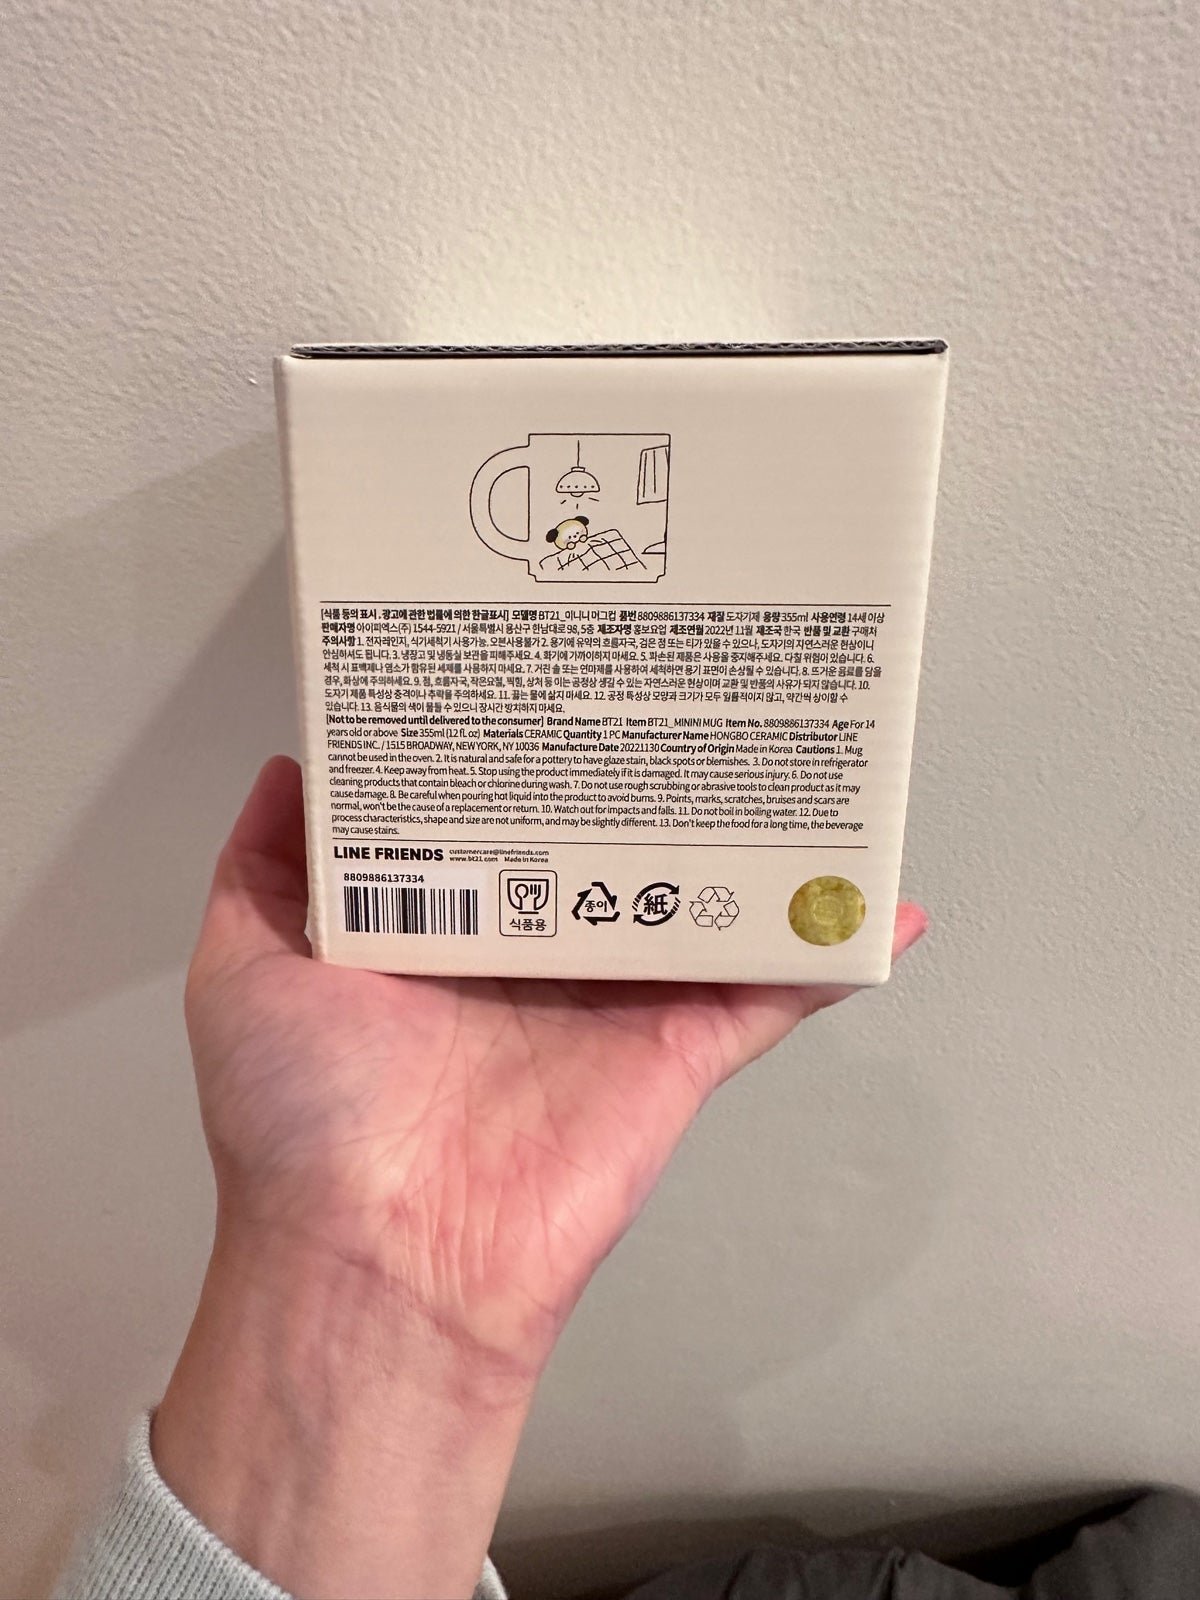 [식품 등의 표시.광고에 관한 법률에 의한 한글표시] 모델명 BT21_미니니 머그컵 품번 8809886137334 재질 도자기제 용량 355ml 사용연령 14세 이상
판매자명 아이피엑스(주) 1544-5921 / 서울특별시 용산구 한남대로 98, 5층 제조자명 홍보요업 제조연월 2022년 11월 제조국 한국 반품 및 교환 구매처
주의사항 1. 전자레인지, 식기세척기 사용가능, 오븐사용불가 2. 용기에 유약의 흐름자국, 검은 점 또는 티가 있을 수 있으나, 도자기의 자연스러운 현상이니
안심하셔도 됩니다. 3. 냉장고 및 냉동실 보관을 피해주세요. 4. 화기에 가까이하지 마세요. 5. 파손된 제품은 사용을 중지해주세요. 다칠 위험이 있습니다. 6.
세척 시 표백제나 염소가 함유된 세제를 사용하지 마세요. 7. 거친 솔 또는 연마제를 사용하여 세척하면 용기 표면이 손상될 수 있습니다. 8. 뜨거운 음료를 담을
경우, 화상에 주의하세요. 9. 점, 흐름자국, 작은요철, 찍힘, 상처 등 이는 공정상 생길 수 있는 자연스러운 현상이며 교환 및 반품의 사유가 되지 않습니다. 10.
도자기 제품 특성상 충격이나 추락을 주의하세요. 11. 끓는 물에 삶지 마세요. 12. 공정 특성상 모양과 크기가 모두 일률적이지 않고, 약간씩 상이할 수
있습니다. 13. 음식물의 색이 물들 수 있으니 장시간 방치하지 마세요.
[Not to be removed until delivered to the consumer] Brand Name BT21 Item BT21_MININI MUG Item No. 8809886137334 Age For 14
years old or above Size 355ml (12 fl. oz) Materials CERAMIC Quantity 1 PC Manufacturer Name HONGBO CERAMIC Distributor LINE
FRIENDS INC. / 1515 BROADWAY, NEW YORK, NY 10036 Manufacture Date 20221130 Country of Origin Made in Korea Cautions 1. Mug
cannot be used in the oven. 2. It is natural and safe for a pottery to have glaze stain, black spots or blemishes. 3. Do not store in refrigerator
and freezer. 4. Keep away from heat. 5. Stop using the product immediately if it is damaged. It may cause serious injury. 6. Do not use
cleaning products that contain bleach or chlorine during wash. 7. Do not use rough scrubbing or abrasive tools to clean product as it may
cause damage. 8. Be careful when pouring hot liquid into the product to avoid burns. 9. Points, marks, scratches, bruises and scars are
normal, won't be the cause of a replacement or return. 10. Watch out for impacts and falls. 11. Do not boil in boiling water. 12. Due to
process characteristics, shape and size are not uniform, and may be slightly different. 13. Don't keep the food for a long time, the beverage
may cause stains.
LINE FRIENDS customercare@linefriends.com
www.bt21.com Made in Korea
8809886137334
식품용
종이
紙